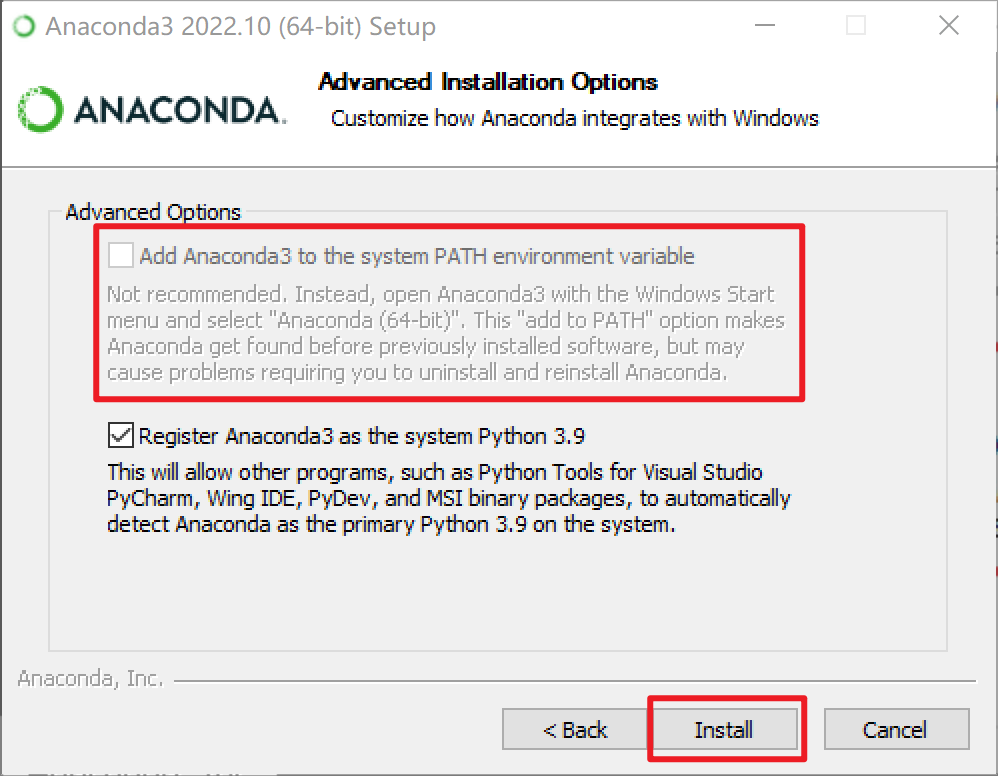 Anaconda3 2022.10 (64-bit) Setup
ANACONDA.
Advanced Installation Options
Customize how Anaconda integrates with Windows
Advanced Options
Add Anaconda3 to the system PATH environment variable
Not recommended. Instead, open Anaconda3 with the Windows Start
menu and select "Anaconda (64-bit)". This "add to PATH" option makes
Anaconda get found before previously installed software, but may
cause problems requiring you to uninstall and reinstall Anaconda.
Register Anaconda3 as the system Python 3.9
This will allow other programs, such as Python Tools for Visual Studio
PyCharm, Wing IDE, PyDev, and MSI binary packages, to automatically
detect Anaconda as the primary Python 3.9 on the system.
Anaconda, Inc.
< Back Install Cancel